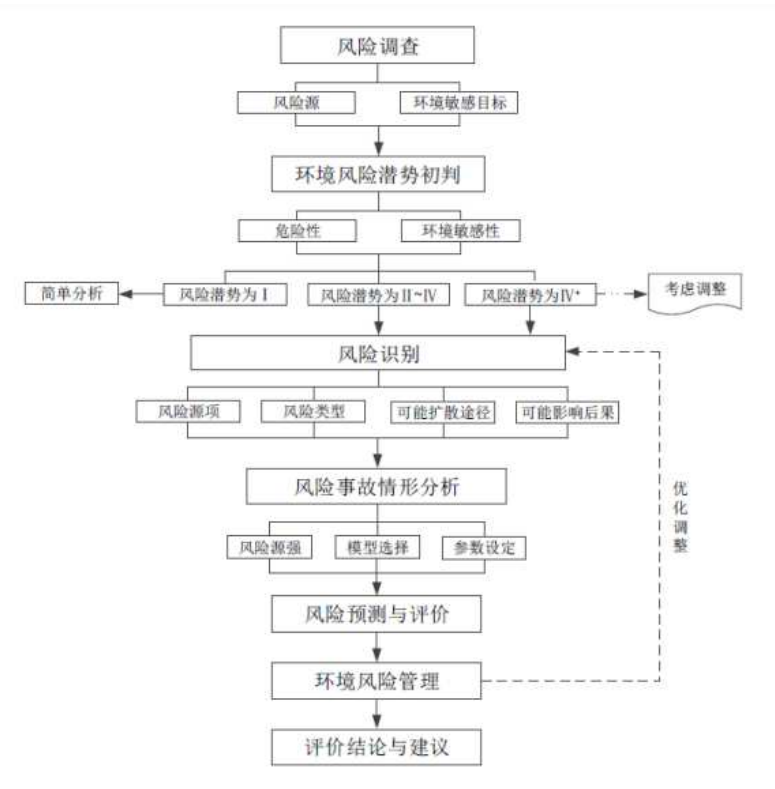 风险调查
风险源
环境敏感目标
环境风险潜势初判
危险性
环境敏感性
简单分析
风险潜势为Ⅰ
风险潜势为Ⅱ~Ⅳ
风险潜势为Ⅳ+
考虑调整
风险识别
风险源项
风险类型
可能扩散途径
可能影响后果
风险事故情形分析
优化调整
风险源强
模型选择
参数设定
风险预测与评价
环境风险管理
评价结论与建议